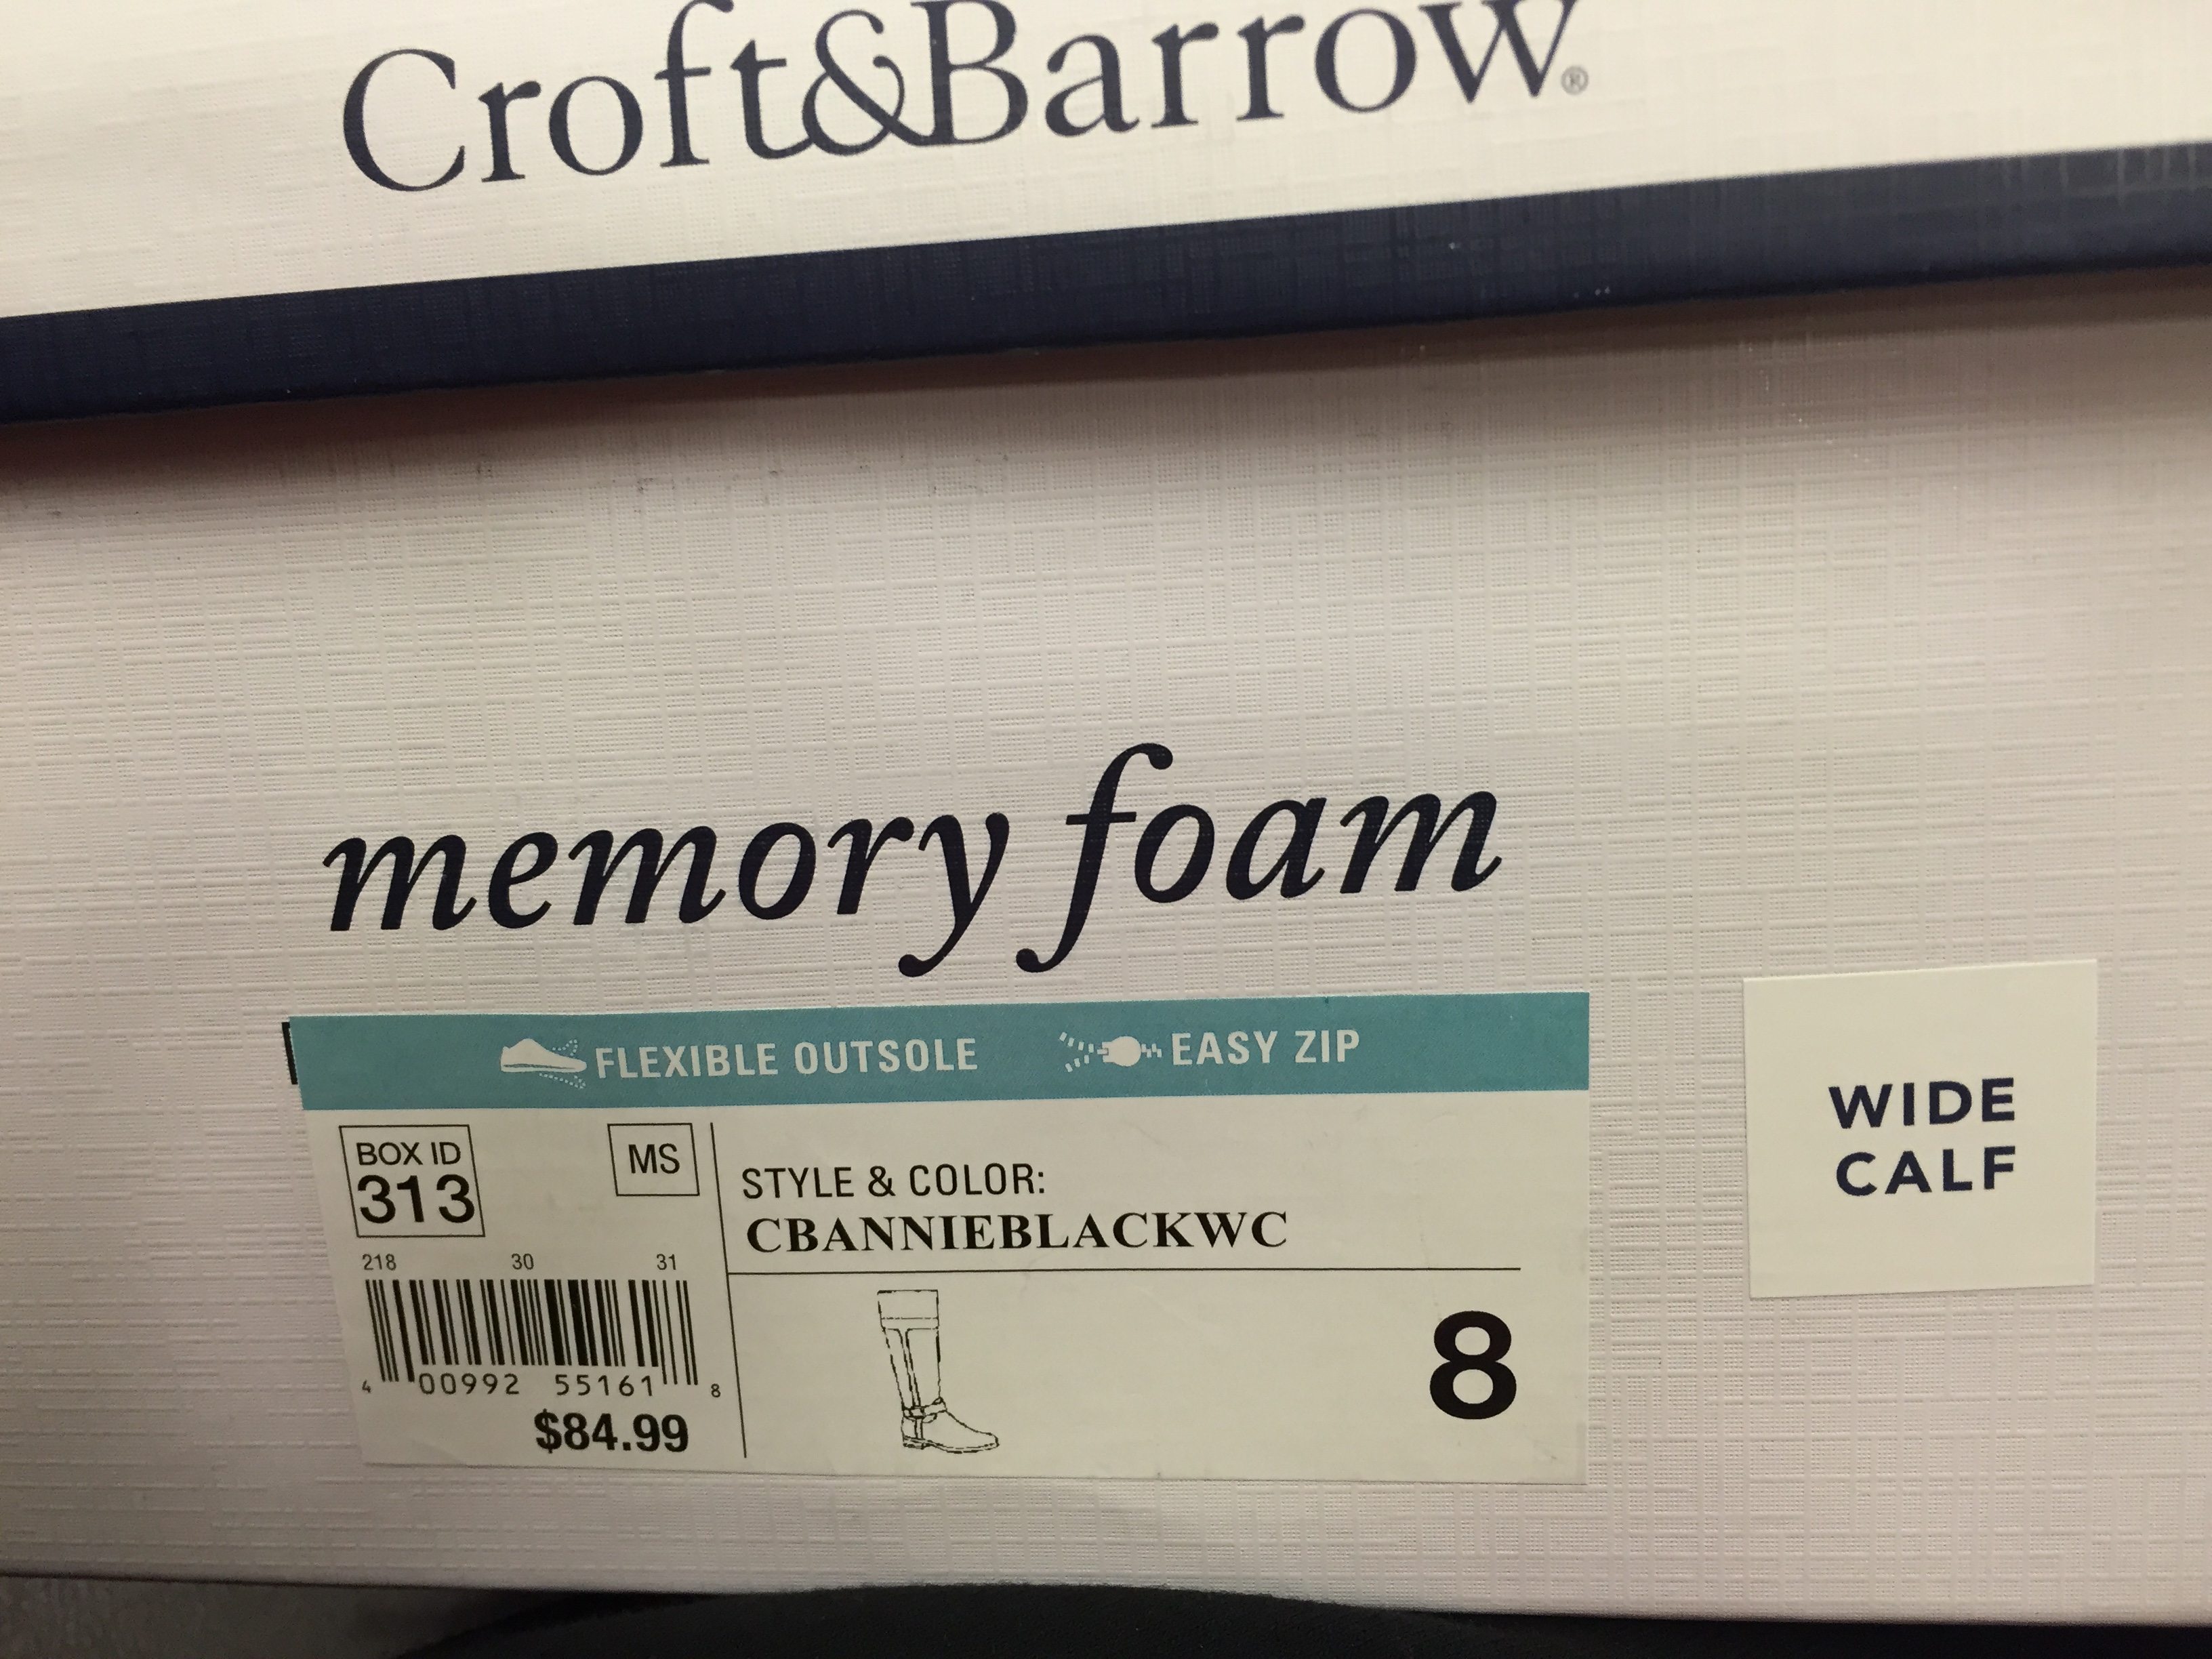 Croft&Barrow®
memory foam
FLEXIBLE OUTSOLE EASY ZIP
BOX ID
313
MS
218 30 31
4 00992 55161 8
$84.99
STYLE & COLOR:
CBANNIEBLACKWC
8
WIDE
CALF